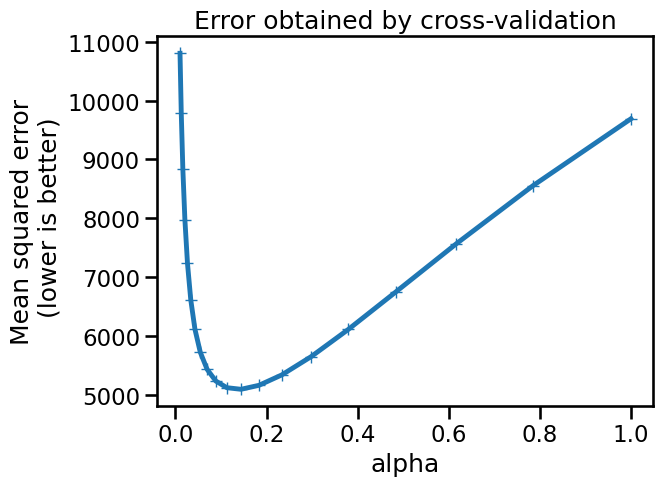 Error obtained by cross-validation
Mean squared error
(lower is better)
11000
10000
9000
8000
7000
6000
5000
0.0 0.2 0.4 0.6 0.8 1.0
alpha